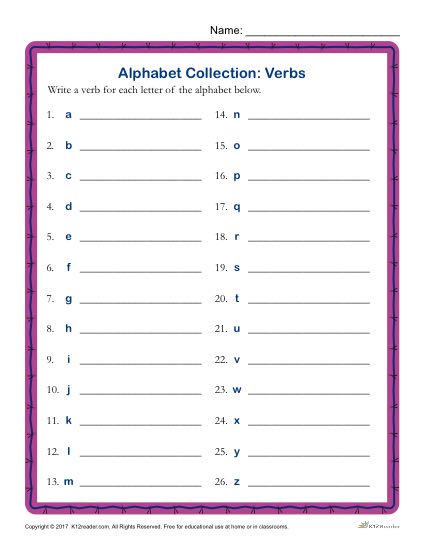 Name: ____________________
Alphabet Collection: Verbs
Write a verb for each letter of the alphabet below.
1. a ____________________
2. b ____________________
3. c ____________________
4. d ____________________
5. e ____________________
6. f ____________________
7. g ____________________
8. h ____________________
9. i ____________________
10. j ____________________
11. k ____________________
12. l ____________________
13. m ____________________
14. n ____________________
15. o ____________________
16. p ____________________
17. q ____________________
18. r ____________________
19. s ____________________
20. t ____________________
21. u ____________________
22. v ____________________
23. w ____________________
24. x ____________________
25. y ____________________
26. z ____________________
Copyright © 2017 K12reader.com. All Rights Reserved. Free for educational use at home or in classrooms.
K12Reader